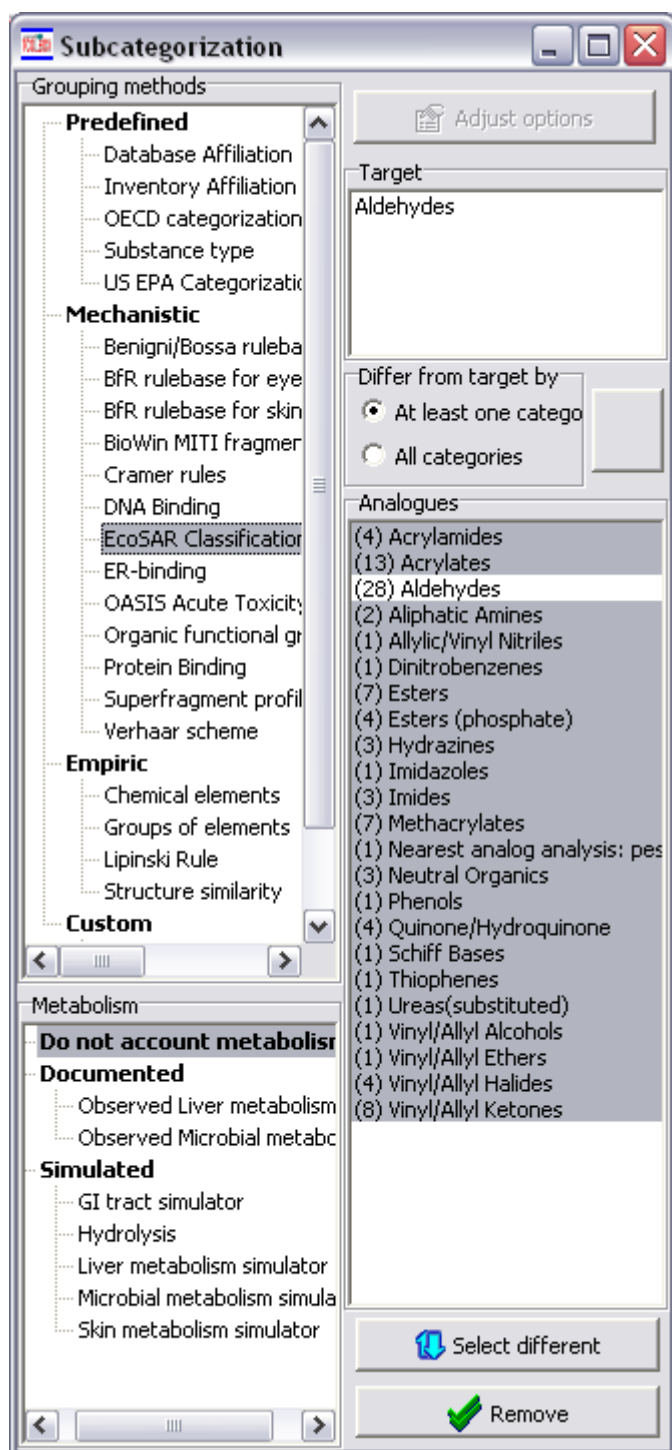 Subcategorization
Grouping methods
Predefined
Database Affiliation
Inventory Affiliation
OECD categorization
Substance type
US EPA Categorizatic
Mechanistic
Benigni/Bossa ruleba
BfR rulebase for eye
BfR rulebase for skin
BioWin MITI fragmer
Cramer rules
DNA Binding
EcoSAR Classification
ER-binding
OASIS Acute Toxicity
Organic functional gr
Protein Binding
Superfragment profil
Verhaar scheme
Empiric
Chemical elements
Groups of elements
Lipinski Rule
Structure similarity
Custom
Metabolism
Do not account metabolism
Documented
Observed Liver metabolism
Observed Microbial metabc
Simulated
GI tract simulator
Hydrolysis
Liver metabolism simulator
Microbial metabolism simula
Skin metabolism simulator
Adjust options
Target
Aldehydes
Differ from target by
At least one catego
All categories
Analogues
(4) Acrylamides
(13) Acrylates
(28) Aldehydes
(2) Aliphatic Amines
(1) Allylic/Vinyl Nitriles
(1) Dinitrobenzenes
(7) Esters
(4) Esters (phosphate)
(3) Hydrazines
(1) Imidazoles
(3) Imides
(7) Methacrylates
(1) Nearest analog analysis: pes
(3) Neutral Organics
(1) Phenols
(4) Quinone/Hydroquinone
(1) Schiff Bases
(1) Thiophenes
(1) Ureas(substituted)
(1) Vinyl/Allyl Alcohols
(1) Vinyl/Allyl Ethers
(4) Vinyl/Allyl Halides
(8) Vinyl/Allyl Ketones
Select different
Remove